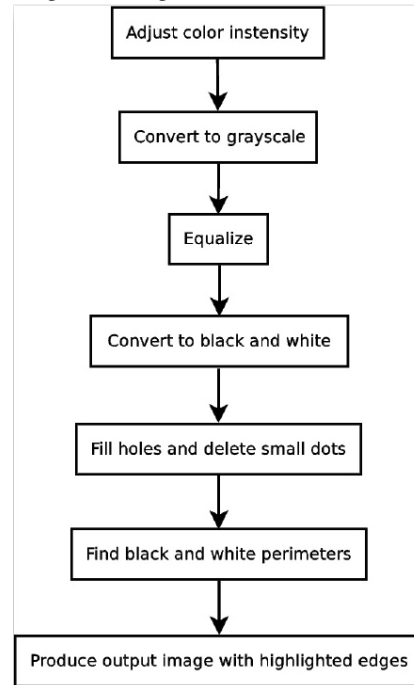 Adjust color instensity
Convert to grayscale
Equalize
Convert to black and white
Fill holes and delete small dots
Find black and white perimeters
Produce output image with highlighted edges